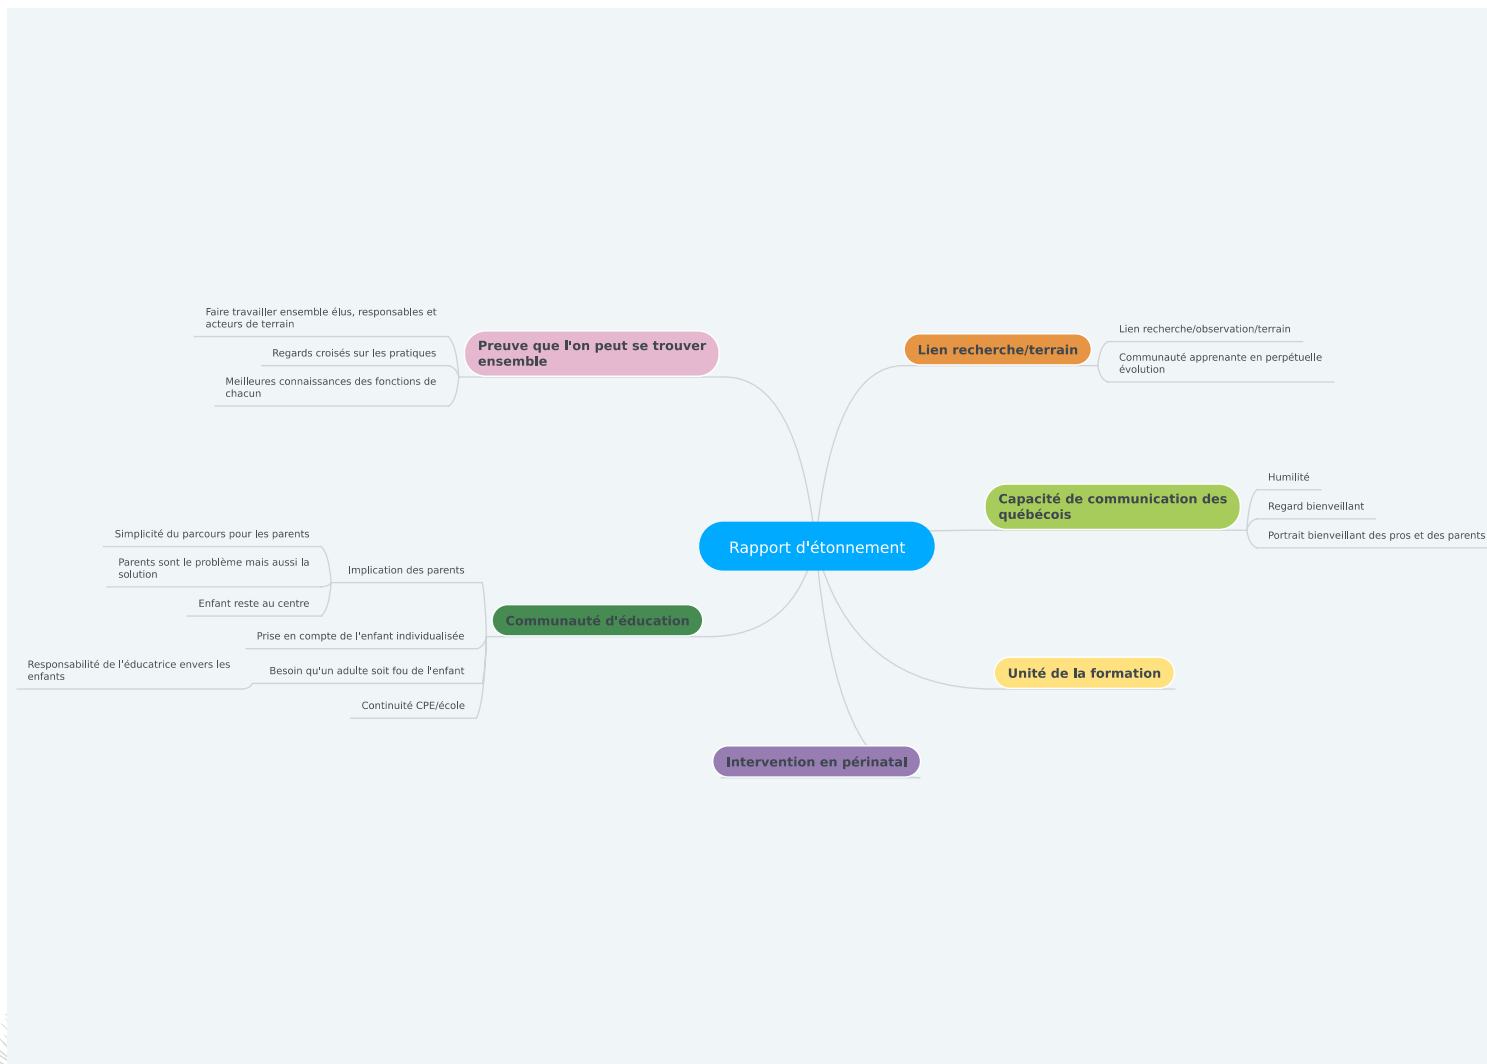 Rapport d'étonnement
Lien recherche/terrain
Lien recherche/observation/terrain
Communauté apprenante en perpétuelle
évolution
Capacité de communication des
québécois
Humilité
Regard bienveillant
Portrait bienveillant des pros et des parents
Unité de la formation
Intervention en périnatal
Communauté d'éducation
Implication des parents
Simplicité du parcours pour les parents
Parents sont le problème mais aussi la
solution
Enfant reste au centre
Prise en compte de l'enfant individualisée
Besoin qu'un adulte soit fou de l'enfant
Responsabilité de l'éducatrice envers les
enfants
Continuité CPE/école
Preuve que l'on peut se trouver
ensemble
Faire travailler ensemble élus, responsables et
acteurs de terrain
Regards croisés sur les pratiques
Meilleures connaissances des fonctions de
chacun